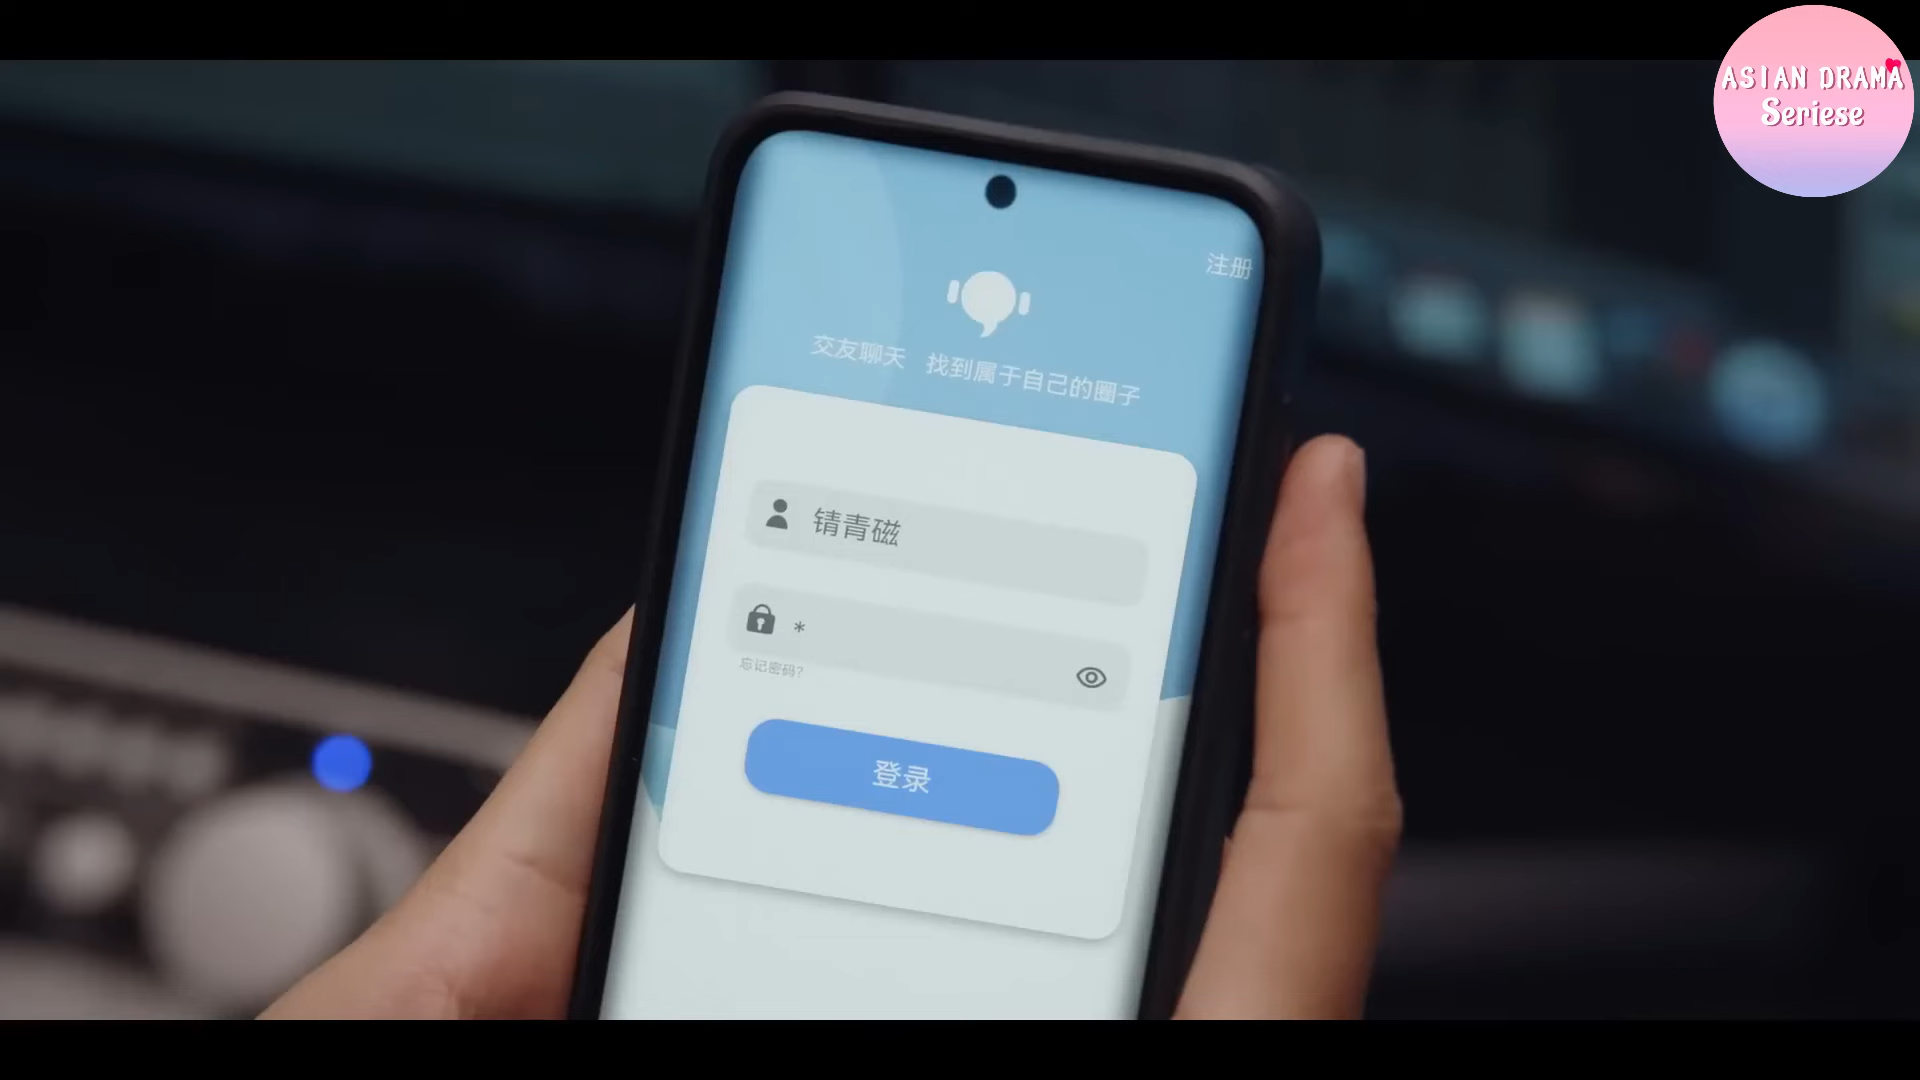 ASIAN DRAMA
Seriese
注册
交友聊天 找到属于自己的圈子
锖青磁
*
忘记密码?
登录